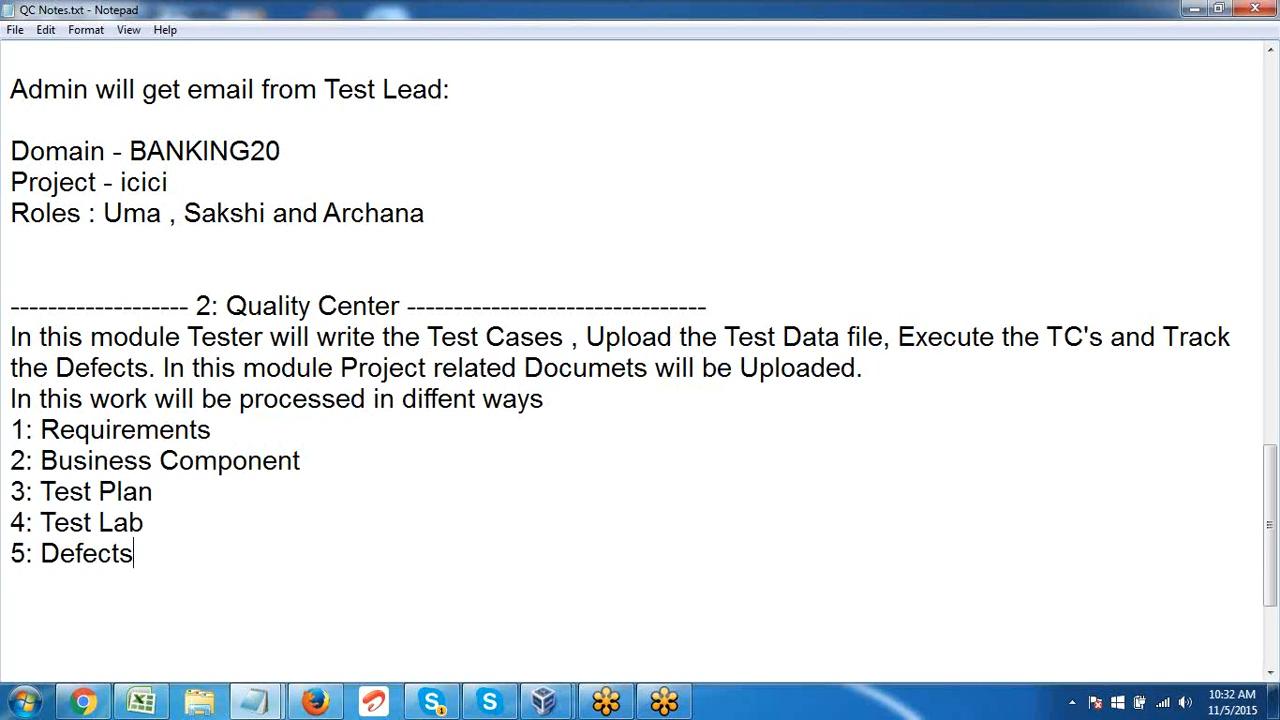 QC Notes.txt - Notepad
File Edit Format View Help
Admin will get email from Test Lead:
Domain - BANKING20
Project - icici
Roles : Uma , Sakshi and Archana
------------------- 2: Quality Center --------------------------------
In this module Tester will write the Test Cases , Upload the Test Data file, Execute the TC's and Track
the Defects. In this module Project related Documets will be Uploaded.
In this work will be processed in diffent ways
1: Requirements
2: Business Component
3: Test Plan
4: Test Lab
5: Defects
10:32 AM
11/5/2015